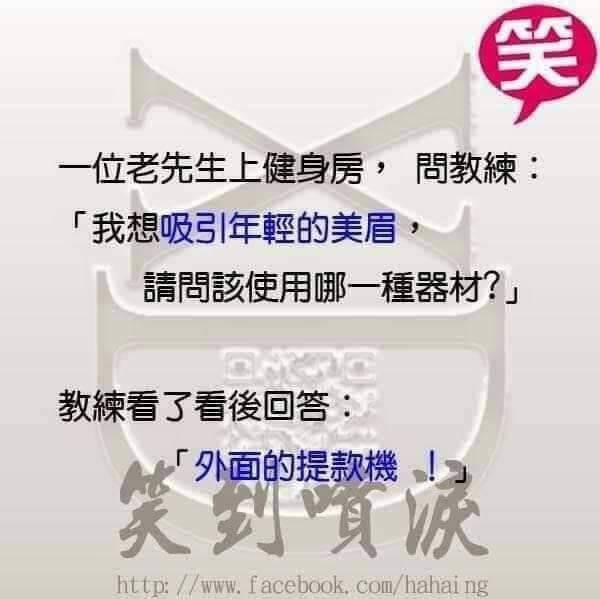 笑
一位老先生上健身房， 問教練：
「我想吸引年輕的美眉，
請問該使用哪一種器材?」
教練看了看後回答：
「外面的提款機 ！」
笑到噴淚
http://www.facebook.com/hahaing